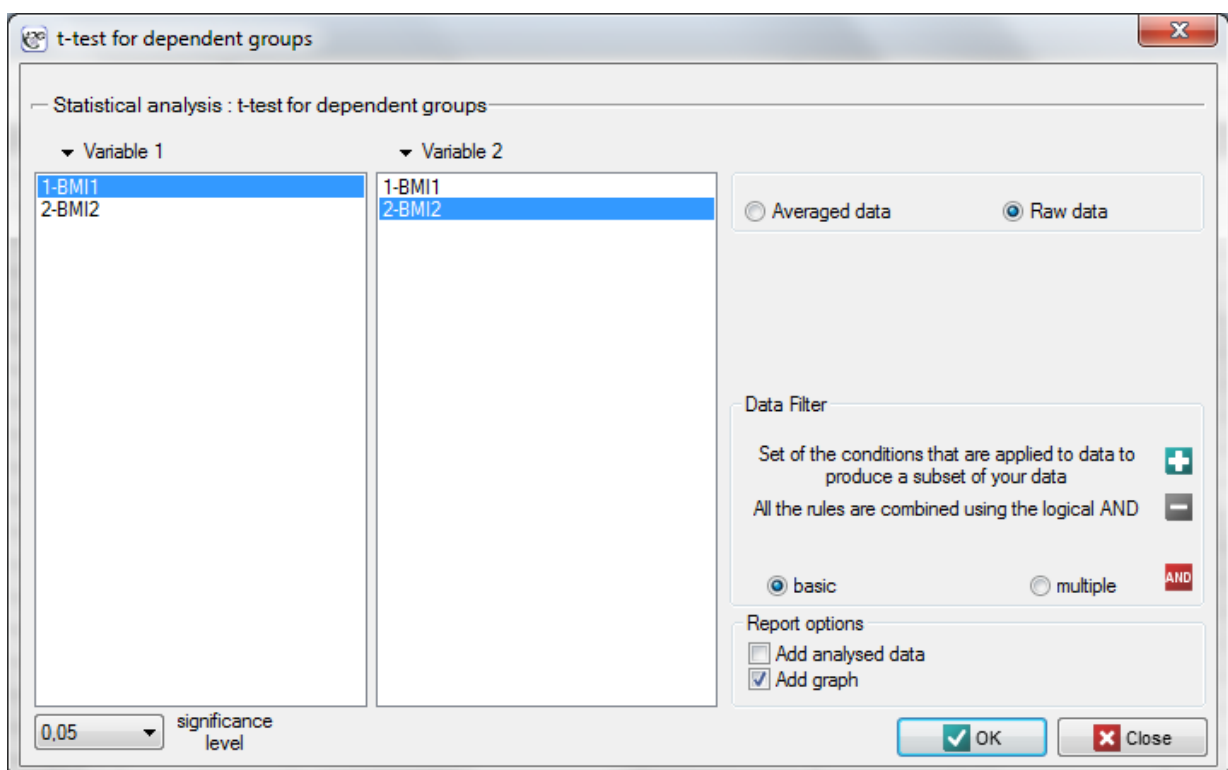 t-test for dependent groups
Statistical analysis : t-test for dependent groups
Variable 1
Variable 2
1-BMI1
2-BMI2
1-BMI1
2-BMI2
Averaged data
Raw data
Data Filter
Set of the conditions that are applied to data to
produce a subset of your data
All the rules are combined using the logical AND
basic
multiple
AND
Report options
Add analysed data
Add graph
0,05
significance
level
OK
Close